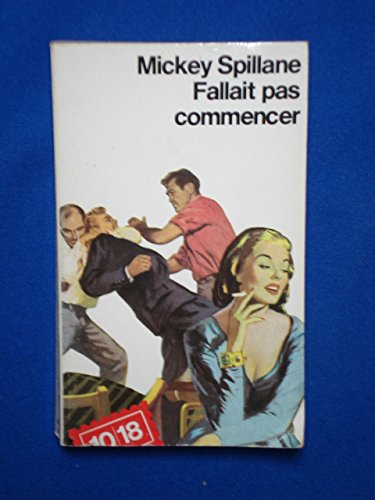 Mickey Spillane
Fallait pas
commencer
10 18